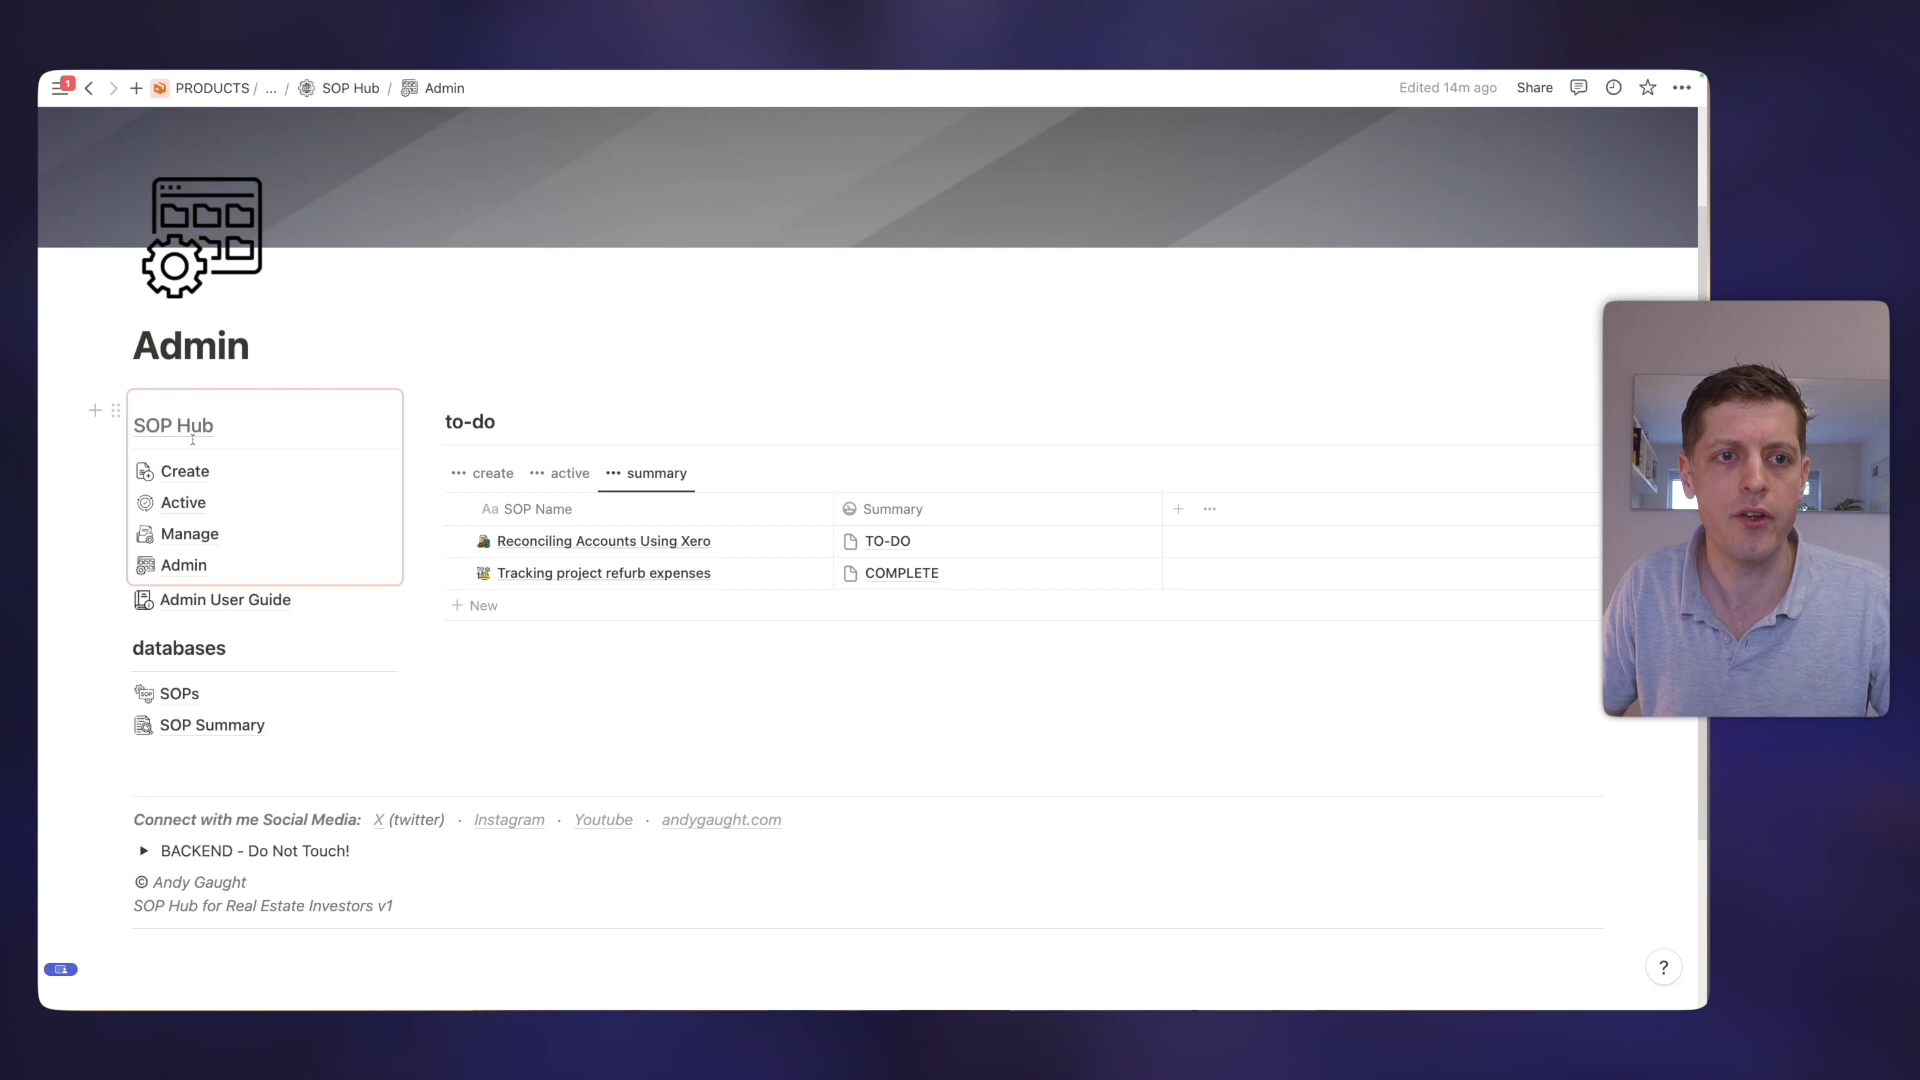 1
PRODUCTS / ... / SOP Hub / Admin
Edited 14m ago Share
Admin
SOP Hub
Create
Active
Manage
Admin
Admin User Guide
databases
SOPs
SOP Summary
to-do
create active summary
Aa SOP Name Summary
Reconciling Accounts Using Xero TO-DO
Tracking project refurb expenses COMPLETE
New
Connect with me Social Media: X (twitter) · Instagram · Youtube · andygaught.com
BACKEND - Do Not Touch!
© Andy Gaught
SOP Hub for Real Estate Investors v1
?